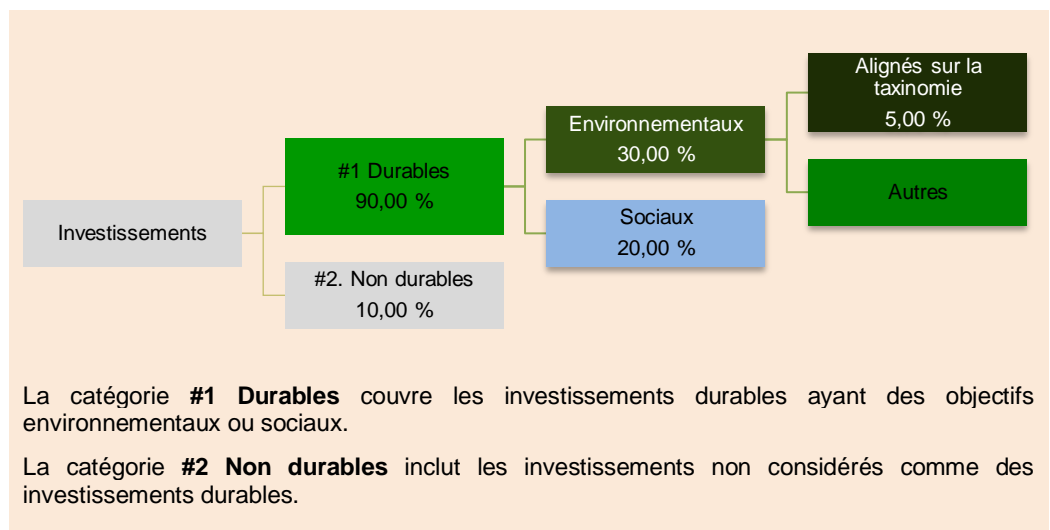 Investissements
#1 Durables
90,00 %
#2. Non durables
10,00 %
Environnementaux
30,00 %
Sociaux
20,00 %
Alignés sur la
taxinomie
5,00 %
Autres
La catégorie #1 Durables couvre les investissements durables ayant des objectifs
environnementaux ou sociaux.
La catégorie #2 Non durables inclut les investissements non considérés comme des
investissements durables.